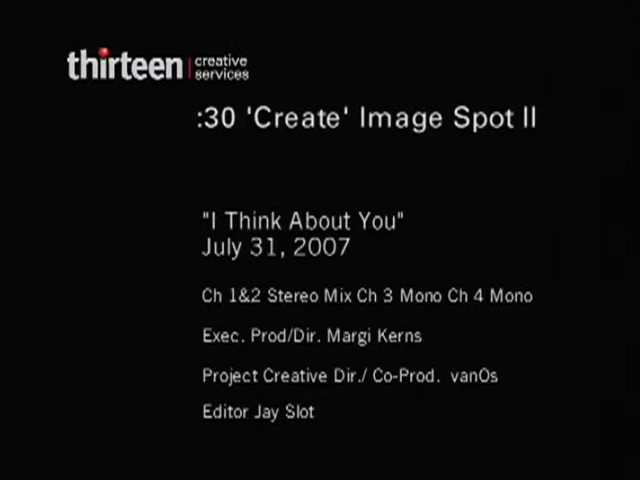 thirteen
creative
services
:30 'Create' Image Spot II
"I Think About You"
July 31, 2007
Ch 1&2 Stereo Mix Ch 3 Mono Ch 4 Mono
Exec. Prod/Dir. Margi Kerns
Project Creative Dir./ Co-Prod. vanOs
Editor Jay Slot